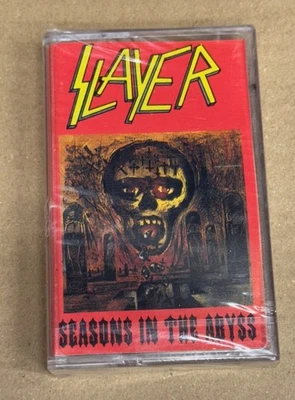 SLAYER
SEASONS IN THE ABYSS